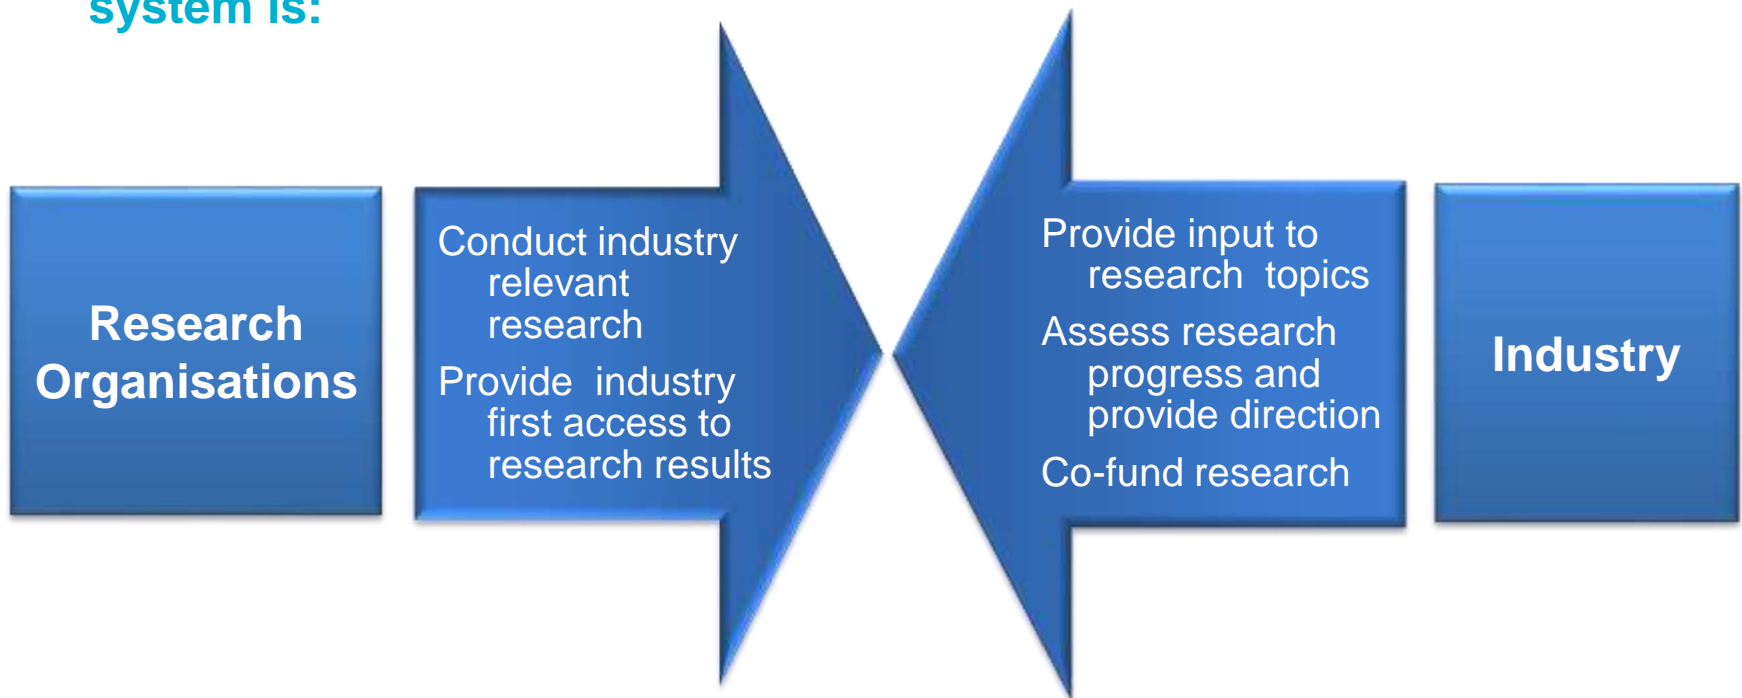 system is:
Research
Organisations
Conduct industry
relevant
research
Provide industry
first access to
research results
Provide input to
research topics
Assess research
progress and
provide direction
Co-fund research
Industry